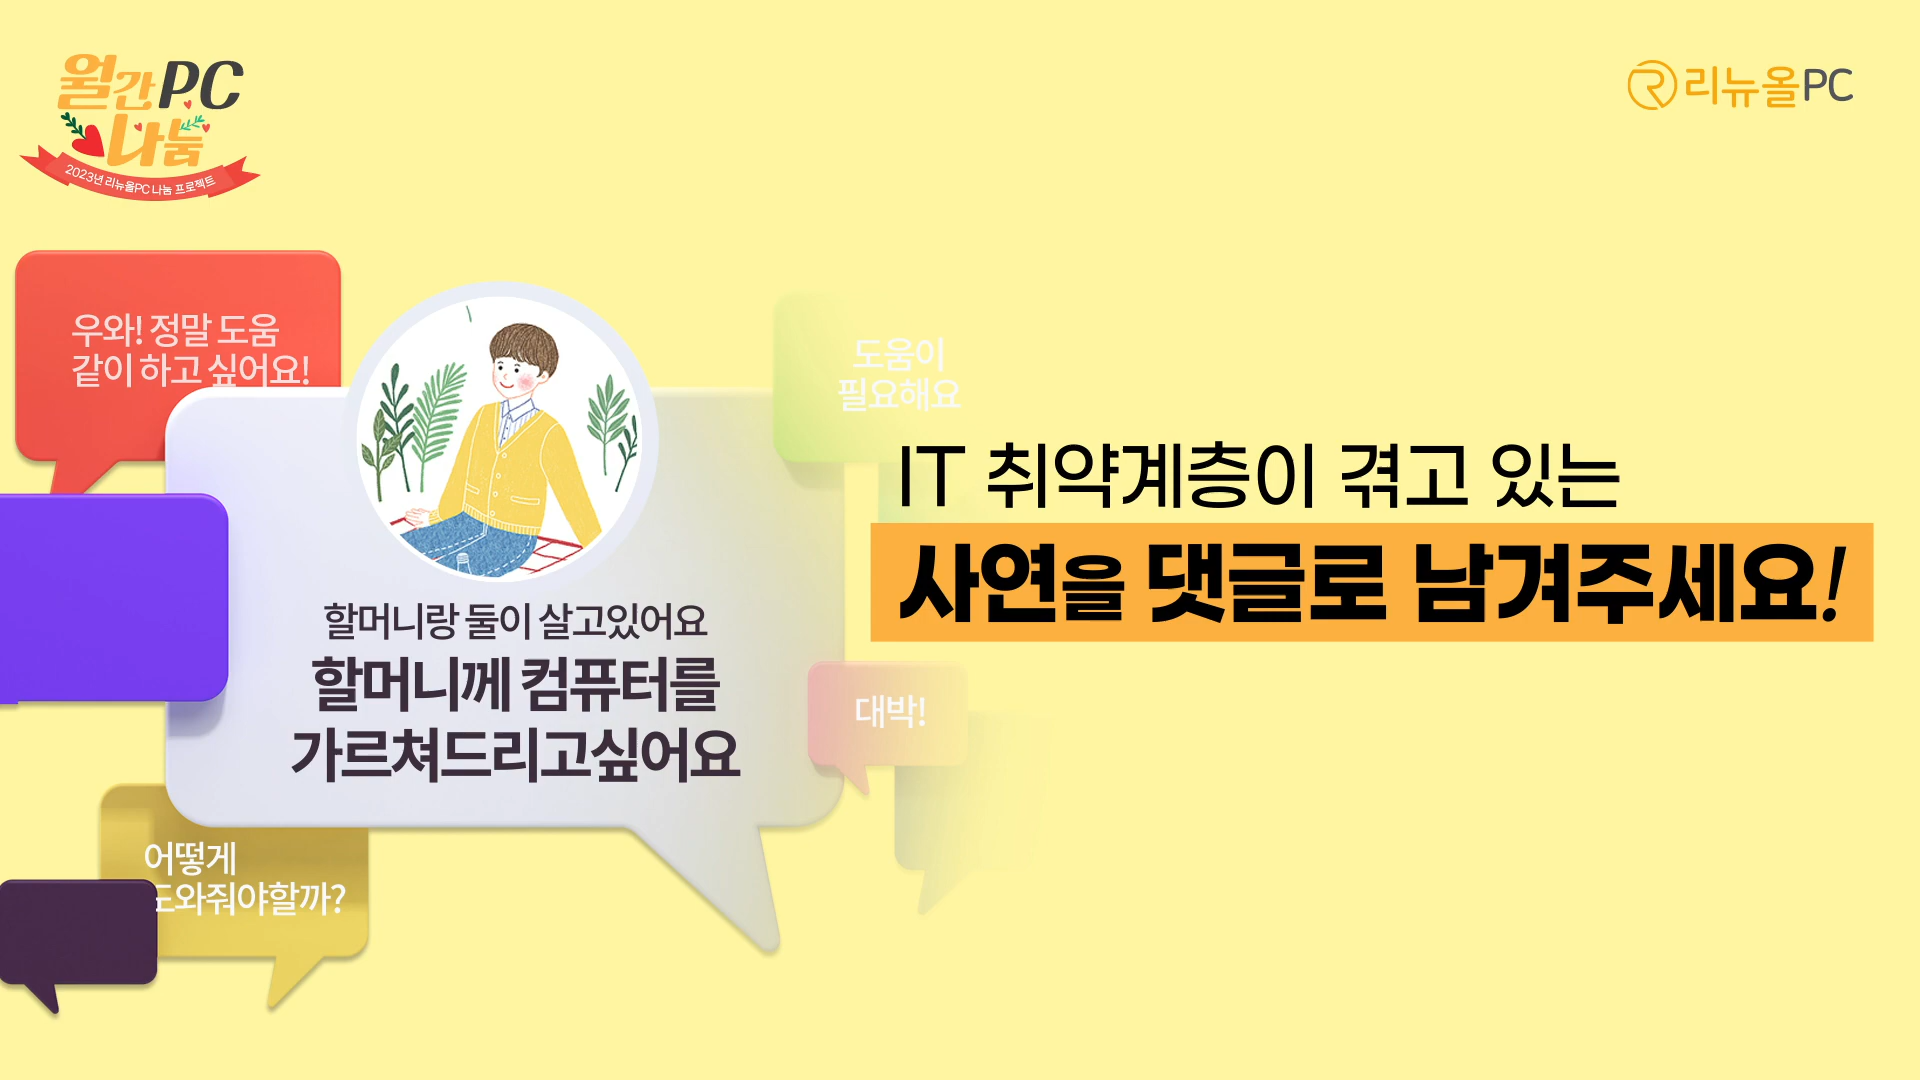 월간PC
나눔
2023년 리뉴올PC 나눔 프로젝트
리뉴올PC
우와! 정말 도움
같이 하고 싶어요!
도움이
필요해요
IT 취약계층이 겪고 있는
사연을 댓글로 남겨주세요!
할머니랑 둘이 살고있어요
할머니께 컴퓨터를
가르쳐드리고싶어요
대박!
어떻게
도와줘야할까?